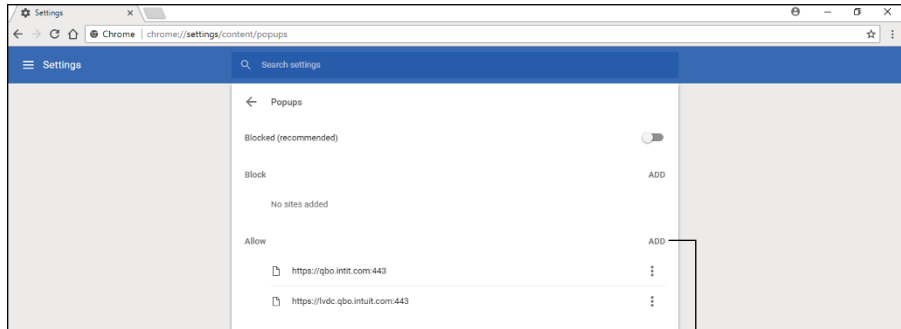 Settings
Chrome | chrome://settings/content/popups
Settings
Search settings
Popups
Blocked (recommended)
Block ADD
No sites added
Allow ADD
https://qbo.intit.com:443
https://lvdc.qbo.intuit.com:443